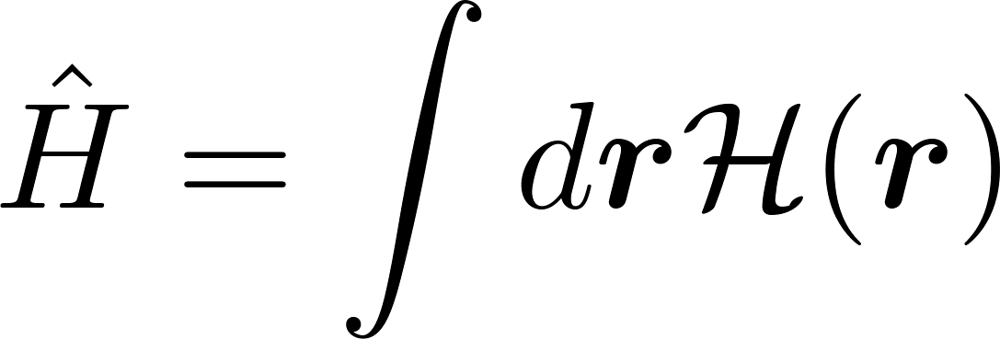 Ĥ = ∫ d𝒓ℋ(𝒓)